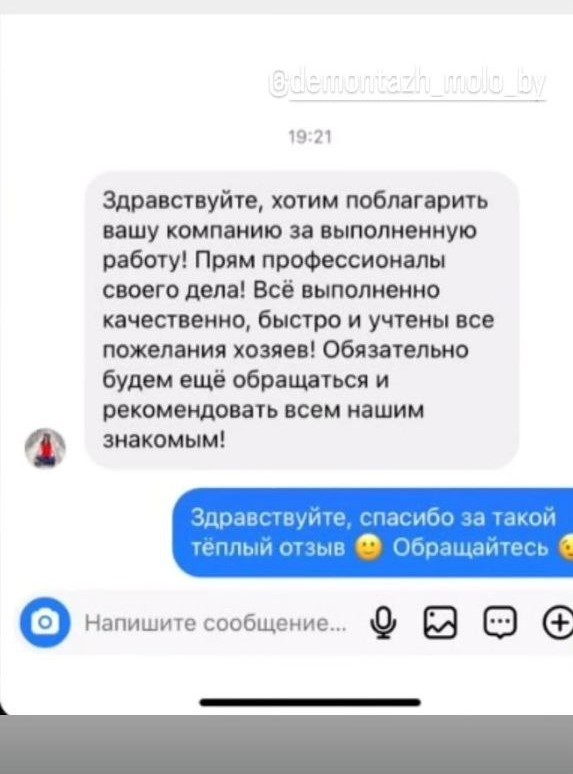 @demontazh_molo_by
19:21
Здравствуйте, хотим поблагарить
вашу компанию за выполненную
работу! Прям профессионалы
своего дела! Всё выполненно
качественно, быстро и учтены все
пожелания хозяев! Обязательно
будем ещё обращаться и
рекомендовать всем нашим
знакомым!
Здравствуйте, спасибо за такой
тёплый отзыв 🙂 Обращайтесь 😉
Напишите сообщение...